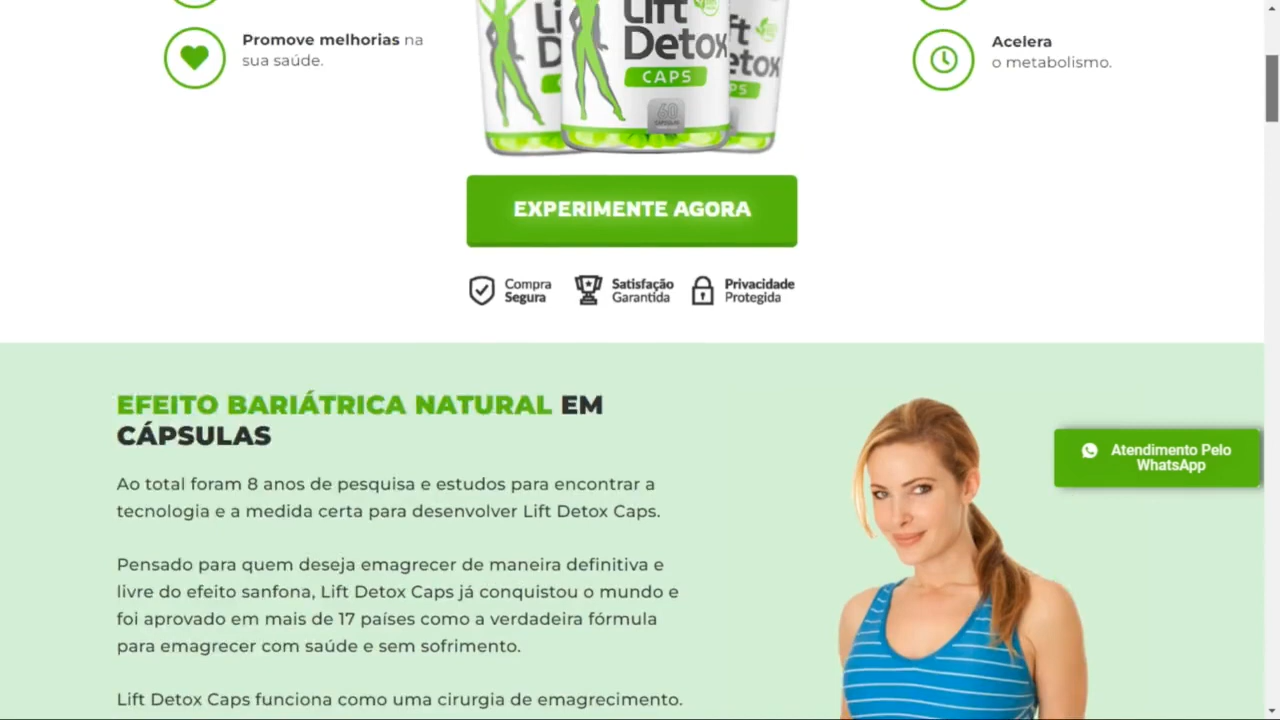 Promove melhorias na
sua saúde.
Lift
Detox
CAPS
60
Acelera
o metabolismo.
EXPERIMENTE AGORA
Compra
Segura
Satisfação
Garantida
Privacidade
Protegida
EFEITO BARIÁTRICA NATURAL EM
CÁPSULAS
Ao total foram 8 anos de pesquisa e estudos para encontrar a
tecnologia e a medida certa para desenvolver Lift Detox Caps.
Pensado para quem deseja emagrecer de maneira definitiva e
livre do efeito sanfona, Lift Detox Caps já conquistou o mundo e
foi aprovado em mais de 17 países como a verdadeira fórmula
para emagrecer com saúde e sem sofrimento.
Lift Detox Caps funciona como uma cirurgia de emagrecimento.
Atendimento Pelo
WhatsApp